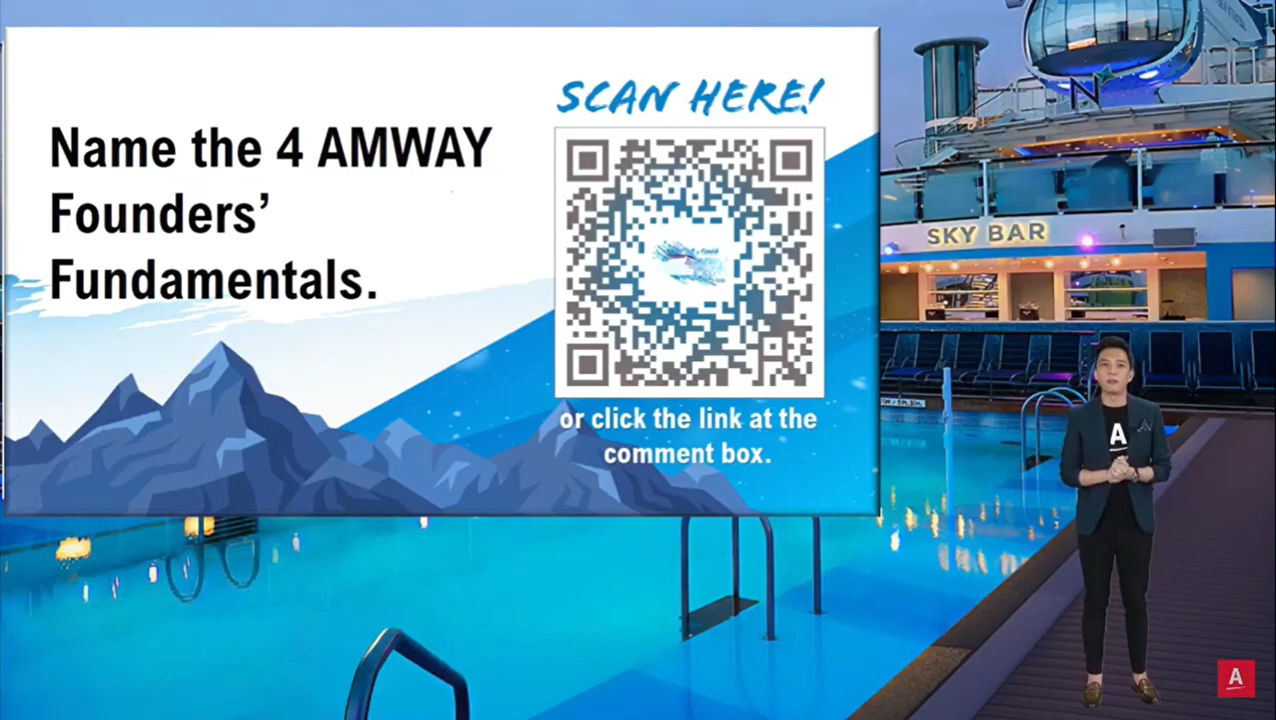 Name the 4 AMWAY
Founders'
Fundamentals.
SCAN HERE!
or click the link at the
comment box.
SKY BAR
N
A
A